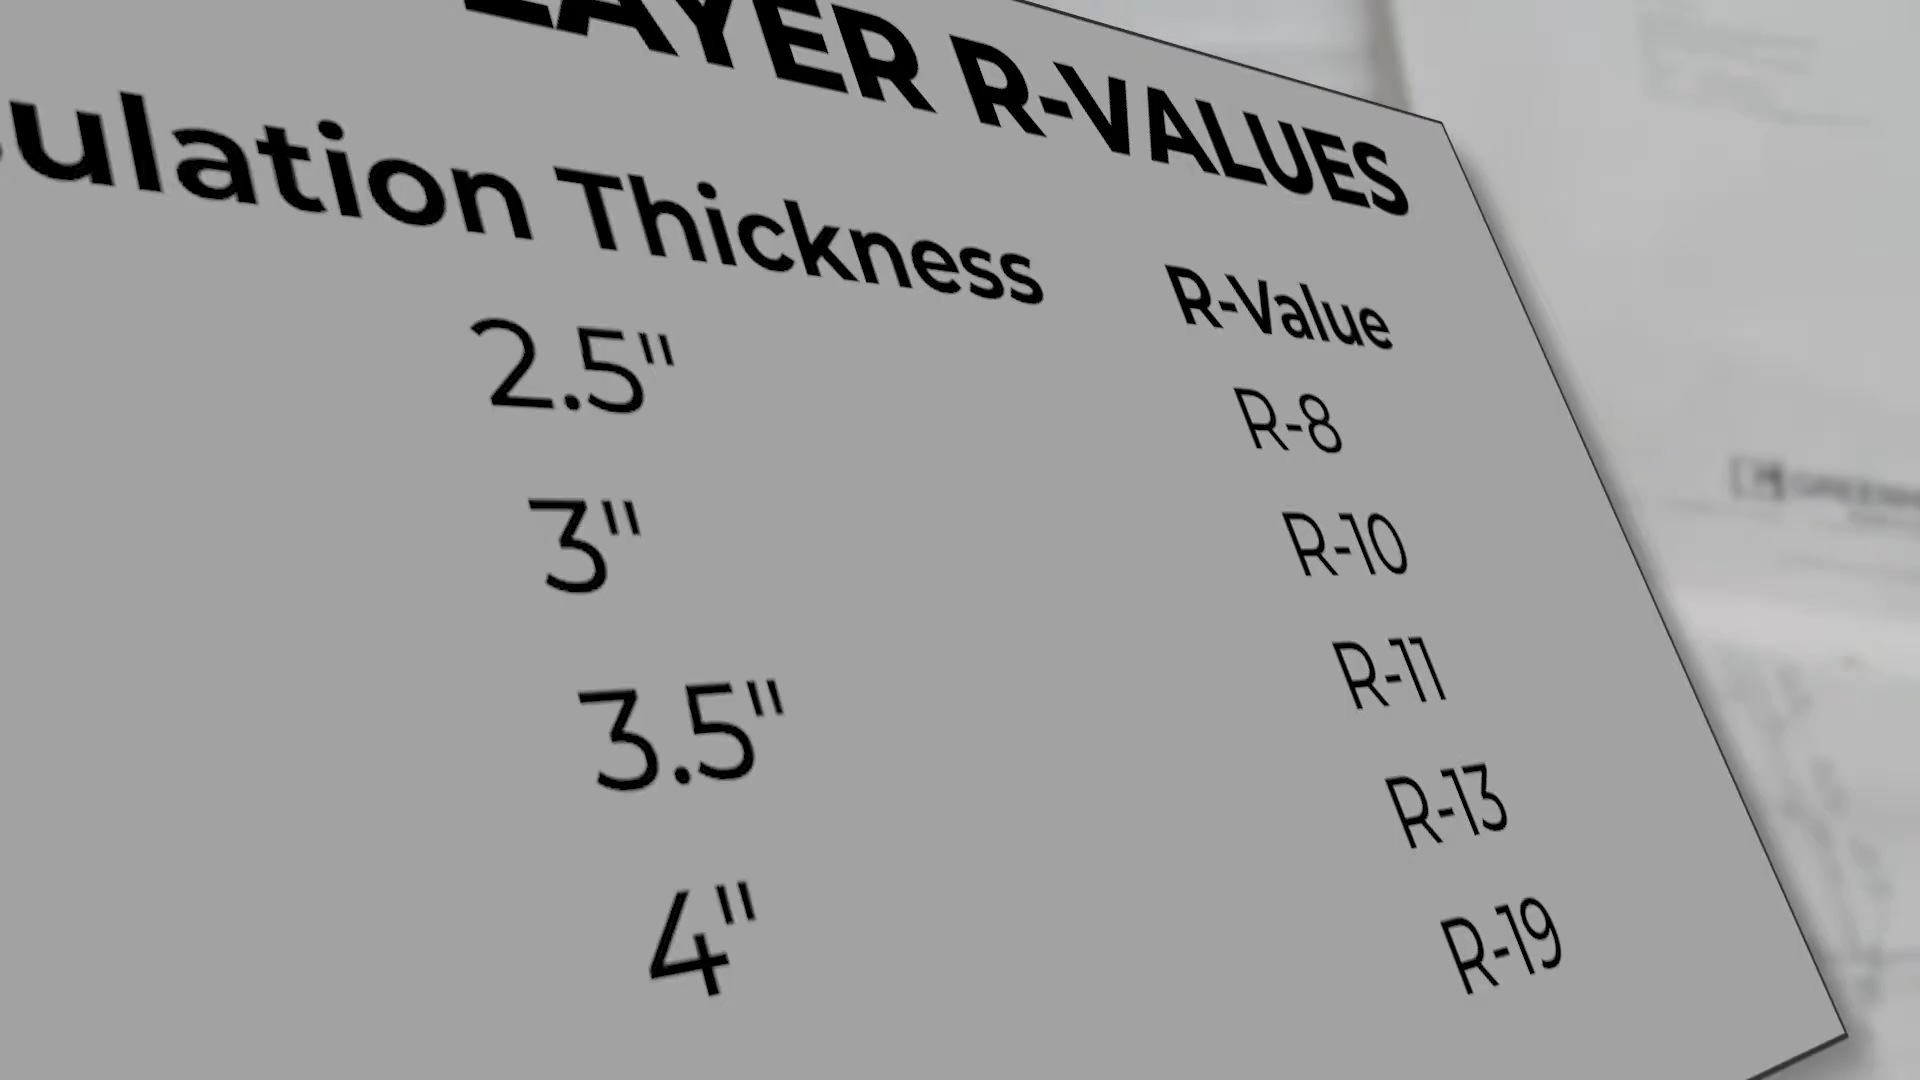 LAYER R-VALUES
ulation Thickness R-Value
2.5" R-8
3" R-10
3.5" R-11
4" R-13
R-19